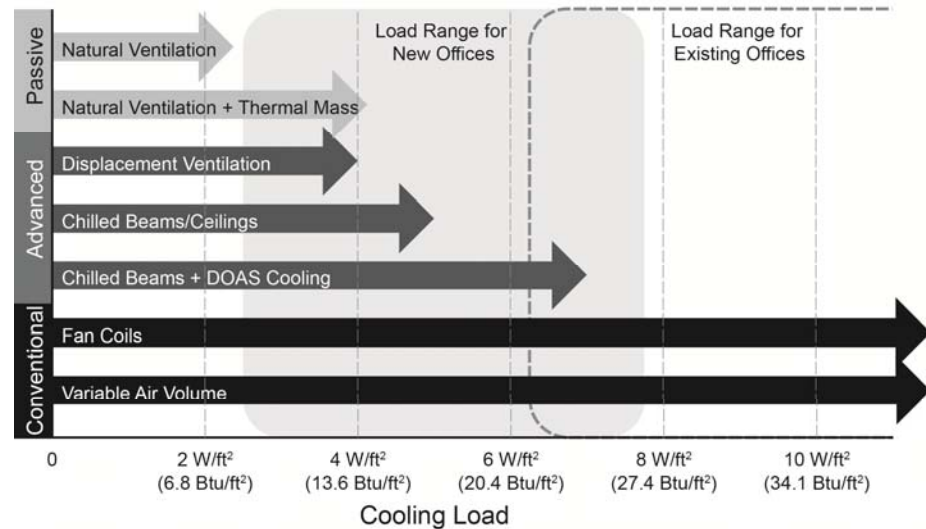 Passive
Advanced
Conventional
Load Range for
New Offices
Load Range for
Existing Offices
Natural Ventilation
Natural Ventilation + Thermal Mass
Displacement Ventilation
Chilled Beams/Ceilings
Chilled Beams + DOAS Cooling
Fan Coils
Variable Air Volume
0
2 W/ft²
(6.8 Btu/ft²)
4 W/ft²
(13.6 Btu/ft²)
6 W/ft²
(20.4 Btu/ft²)
8 W/ft²
(27.4 Btu/ft²)
10 W/ft²
(34.1 Btu/ft²)
Cooling Load